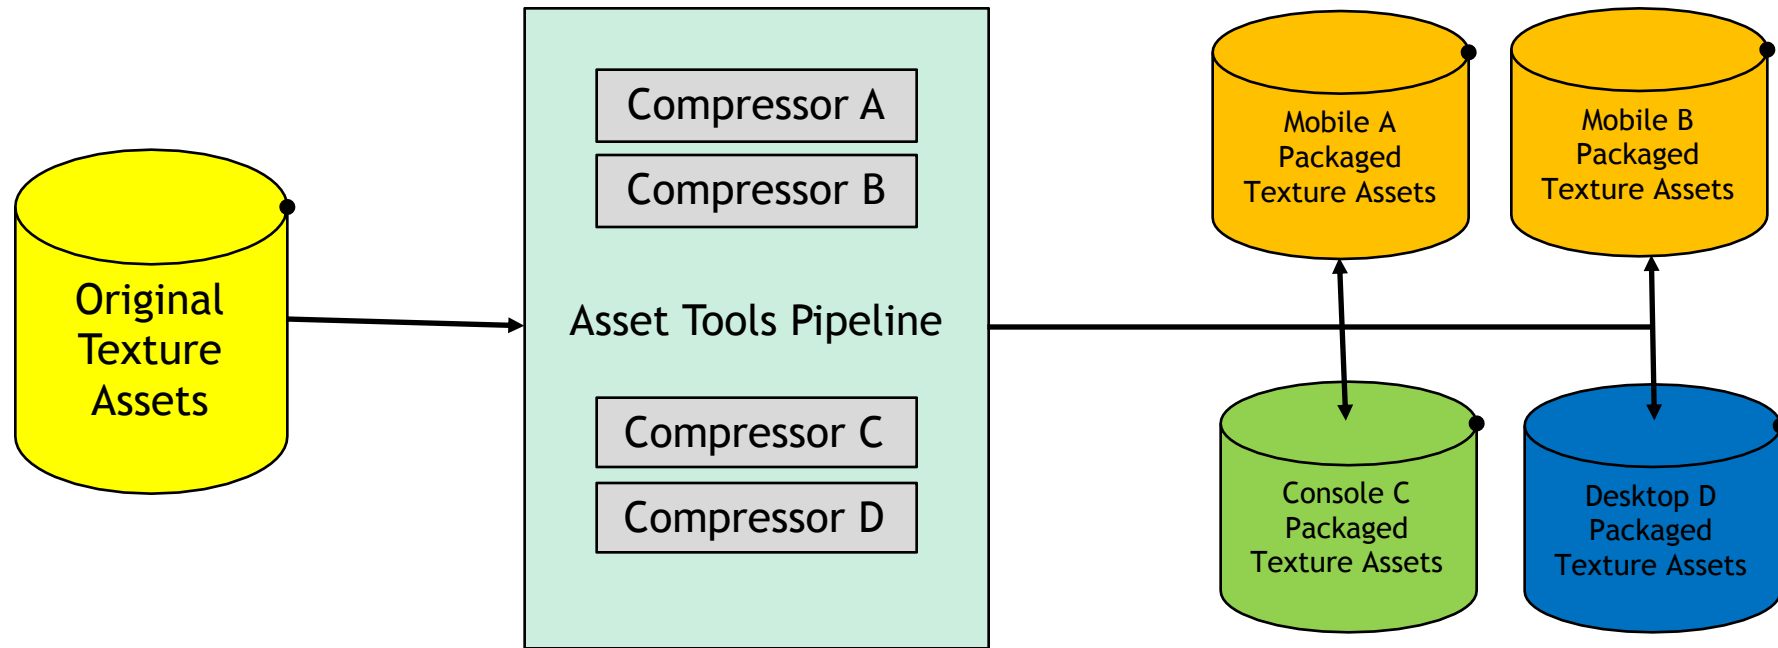 Original
Texture
Assets
Compressor A
Compressor B
Asset Tools Pipeline
Compressor C
Compressor D
Mobile A
Packaged
Texture Assets
Mobile B
Packaged
Texture Assets
Console C
Packaged
Texture Assets
Desktop D
Packaged
Texture Assets